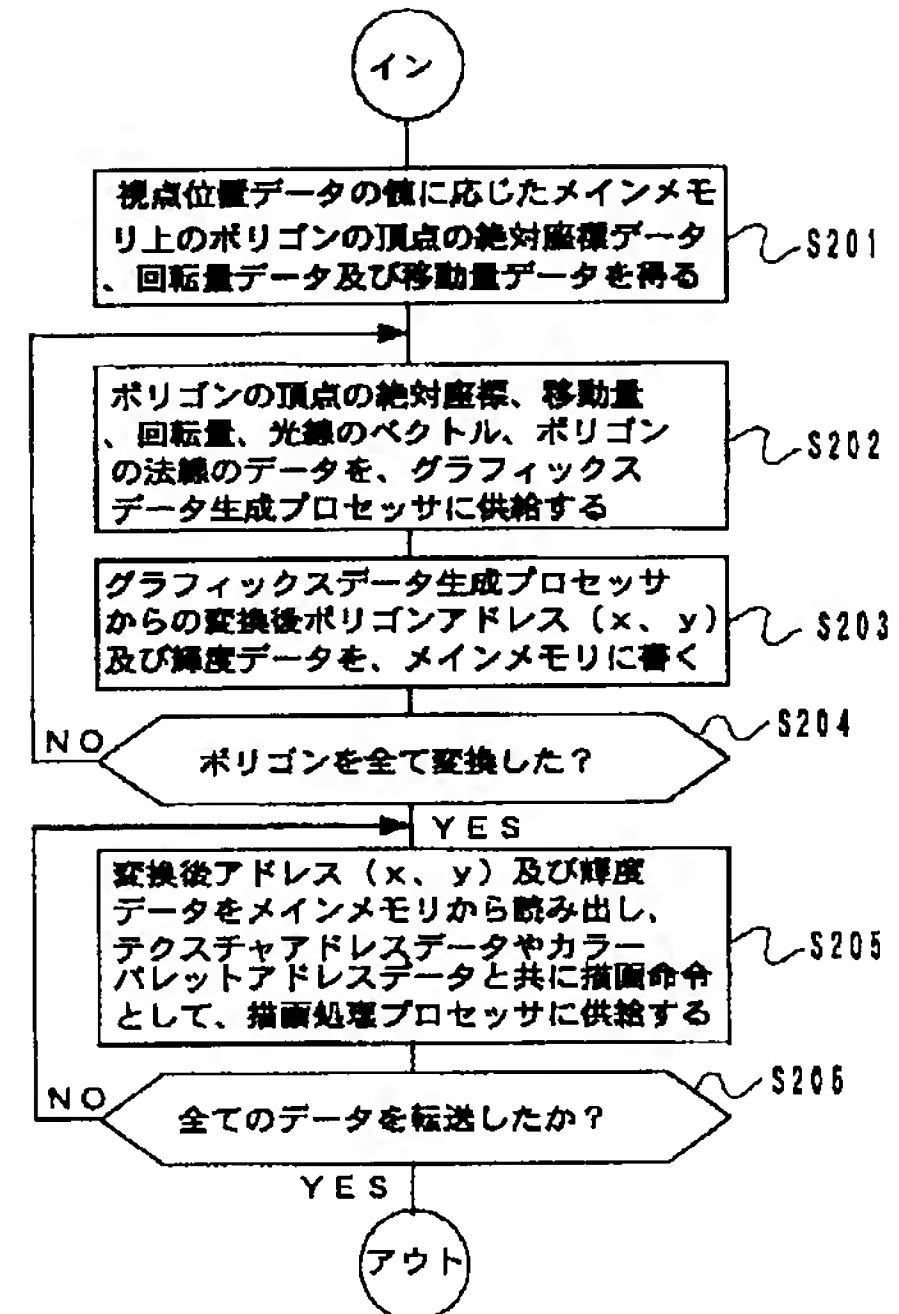 イン
視点位置データの値に応じたメインメモ
リ上のポリゴンの頂点の絶対座標データ
、回転量データ及び移動量データを得る
S201
ポリゴンの頂点の絶対座標、移動量
、回転量、光線のベクトル、ポリゴン
の法線のデータを、グラフィックス
データ生成プロセッサに供給する
S202
グラフィックスデータ生成プロセッサ
からの変換後ポリゴンアドレス（x、y）
及び輝度データを、メインメモリに書く
S203
S204
NO
ポリゴンを全て変換した？
YES
変換後アドレス（x、y）及び輝度
データをメインメモリから読み出し、
テクスチャアドレスデータやカラー
パレットアドレスデータと共に描画命令
として、描画処理プロセッサに供給する
S205
S206
NO
全てのデータを転送したか？
YES
アウト